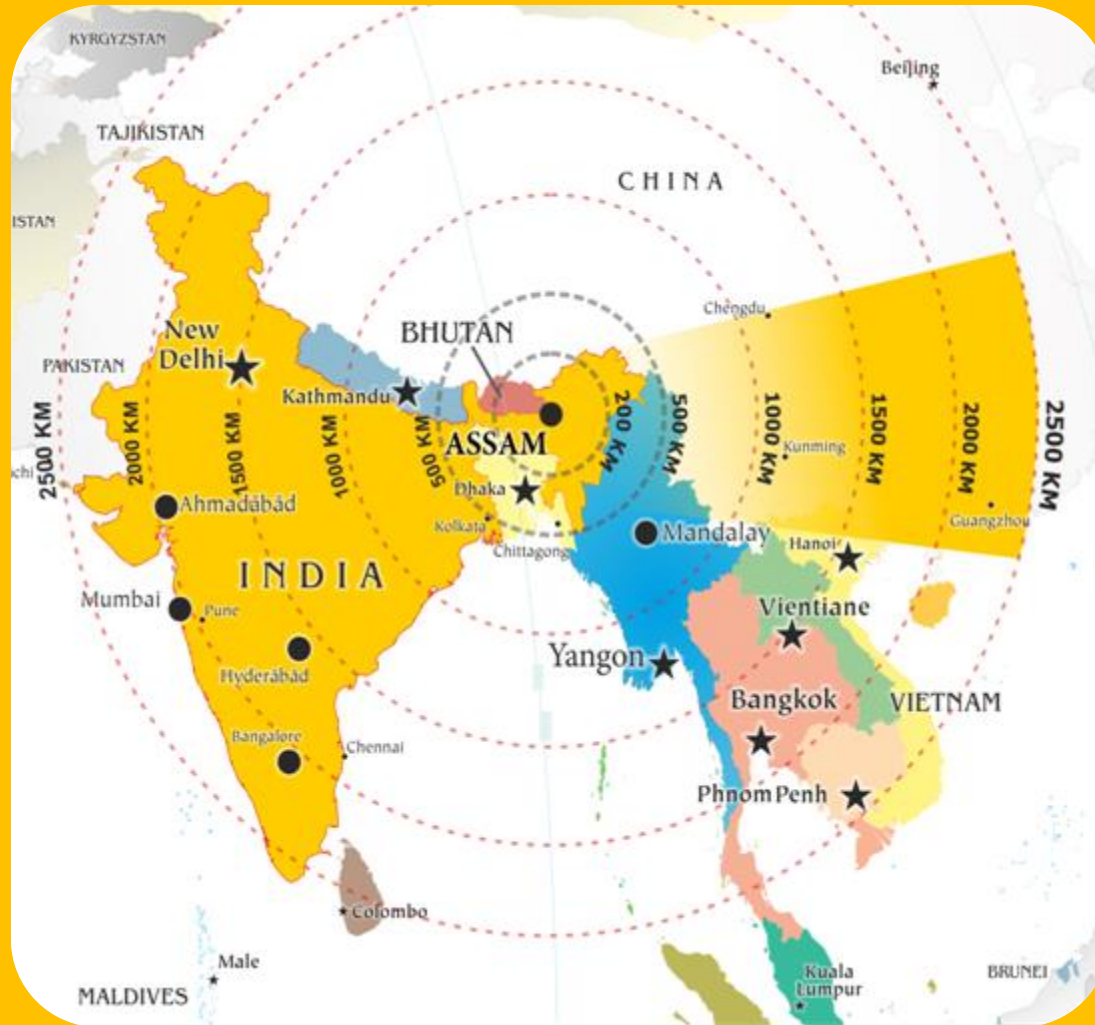 KYRGYZSTAN
Beijing
TAJIKISTAN
CHINA
ISTAN
Chengdu
New
Delhi
BHUTAN
PAKISTAN
Kathmandu
ASSAM
2500 KM
2000 KM
1500 KM
1000 KM
500 KM
200 KM
500 KM
1000 KM
1500 KM
2000 KM
2500 KM
Kunming
chi
Dhaka
Ahmadābād
Kolkata
Chittagong
Mandalay
Guangzhou
Hanoi
INDIA
Mumbai
Pune
Vientiane
Yangon
Hyderābād
Bangkok
VIETNAM
Bangalore
Chennai
Phnom Penh
Colombo
Male
MALDIVES
Kuala
Lumpur
BRUNEI